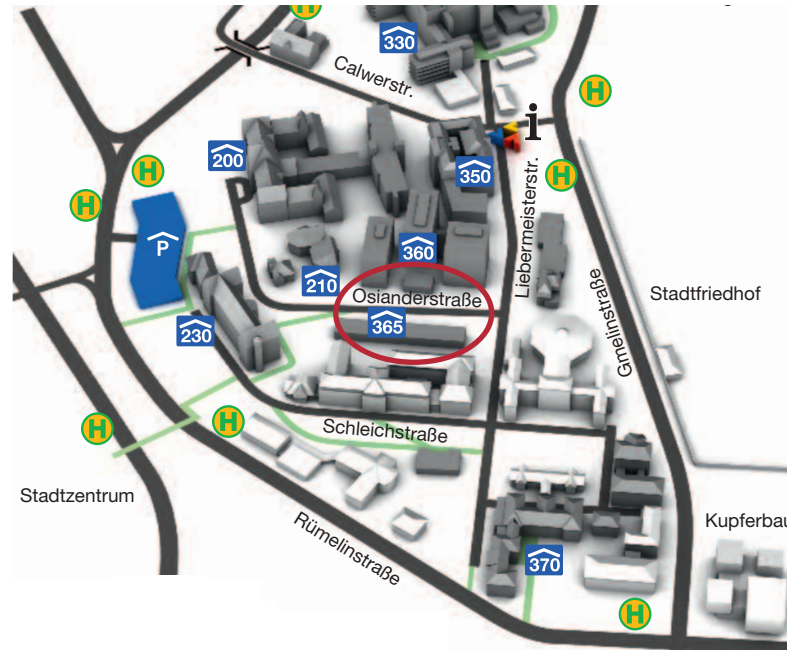 H
330
Calwerstr.
H
i
200
350
H
H
H
Liebermeisterstr.
P
360
210
Osianderstraße
Stadtfriedhof
365
230
Gmelinstraße
H
H
Schleichstraße
Stadtzentrum
Rümelinstraße
Kupferbau
370
H